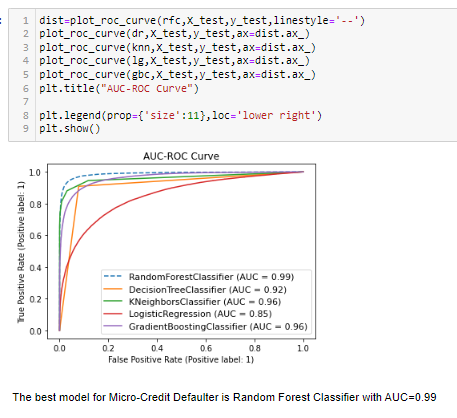 1 dist=plot_roc_curve(rfc,X_test,y_test,linestyle='--')
2 plot_roc_curve(dr,X_test,y_test,ax=dist.ax_)
3 plot_roc_curve(knn,X_test,y_test,ax=dist.ax_)
4 plot_roc_curve(lg,X_test,y_test,ax=dist.ax_)
5 plot_roc_curve(gbc,X_test,y_test,ax=dist.ax_)
6 plt.title("AUC-ROC Curve")
7
8 plt.legend(prop={'size':11},loc='lower right')
9 plt.show()
AUC-ROC Curve
True Positive Rate (Positive label: 1)
1.0
0.8
0.6
0.4
0.2
0.0
RandomForestClassifier (AUC = 0.99)
DecisionTreeClassifier (AUC = 0.92)
KNeighborsClassifier (AUC = 0.96)
LogisticRegression (AUC = 0.85)
GradientBoostingClassifier (AUC = 0.96)
0.0 0.2 0.4 0.6 0.8 1.0
False Positive Rate (Positive label: 1)
The best model for Micro-Credit Defaulter is Random Forest Classifier with AUC=0.99